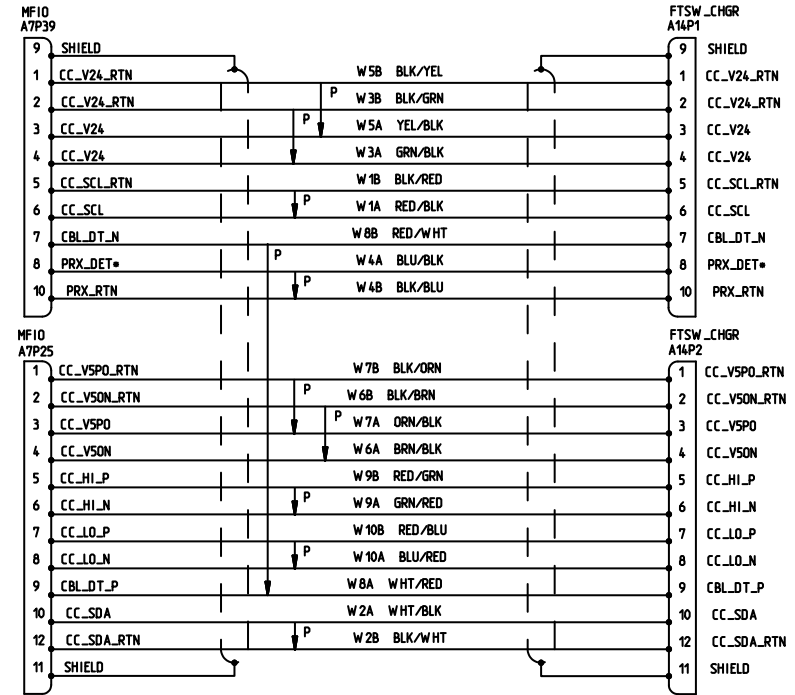 MFIO FTSW_CHGR
A7P39 A14P1
9 SHIELD 9 SHIELD
1 CC_V24_RTN W5B BLK/YEL 1 CC_V24_RTN
P
2 CC_V24_RTN W3B BLK/GRN 2 CC_V24_RTN
P
3 CC_V24 W5A YEL/BLK 3 CC_V24
4 CC_V24 W3A GRN/BLK 4 CC_V24
5 CC_SCL_RTN W1B BLK/RED 5 CC_SCL_RTN
P
6 CC_SCL W1A RED/BLK 6 CC_SCL
7 CBL_DT_N W8B RED/WHT 7 CBL_DT_N
P
8 PRX_DET* W4A BLU/BLK 8 PRX_DET*
P
10 PRX_RTN W4B BLK/BLU 10 PRX_RTN
MFIO FTSW_CHGR
A7P25 A14P2
1 CC_V5PO_RTN W7B BLK/ORN 1 CC_V5PO_RTN
P
2 CC_V5ON_RTN W6B BLK/BRN 2 CC_V5ON_RTN
P
3 CC_V5PO W7A ORN/BLK 3 CC_V5PO
4 CC_V5ON W6A BRN/BLK 4 CC_V5ON
5 CC_HI_P W9B RED/GRN 5 CC_HI_P
P
6 CC_HI_N W9A GRN/RED 6 CC_HI_N
7 CC_LO_P W10B RED/BLU 7 CC_LO_P
P
8 CC_LO_N W10A BLU/RED 8 CC_LO_N
9 CBL_DT_P W8A WHT/RED 9 CBL_DT_P
10 CC_SDA W2A WHT/BLK 10 CC_SDA
P
12 CC_SDA_RTN W2B BLK/WHT 12 CC_SDA_RTN
11 SHIELD 11 SHIELD